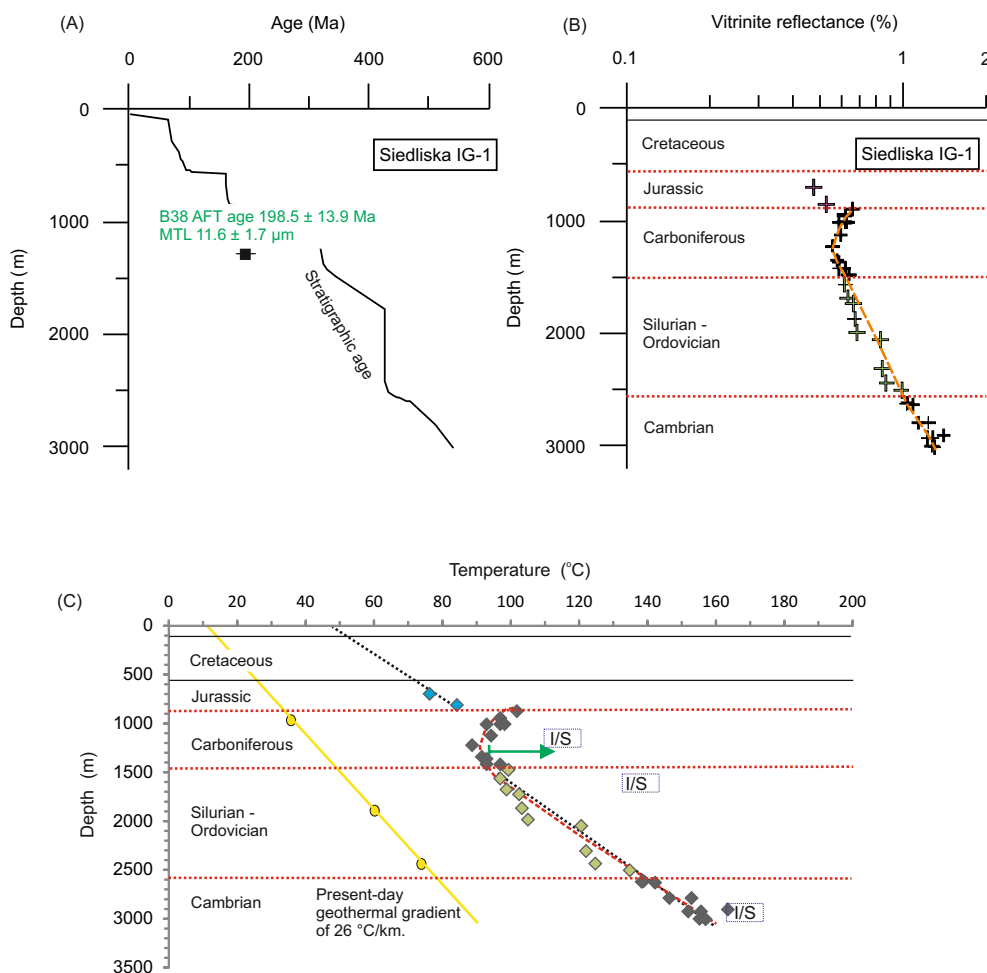 (A)
Age (Ma)
0
200
400
600
0
1000
2000
3000
Depth (m)
Siedliska IG-1
B38 AFT age 198.5 ± 13.9 Ma
MTL 11.6 ± 1.7 µm
Stratigraphic age
(B)
Vitrinite reflectance (%)
0.1
1
2
0
1000
2000
3000
Depth (m)
Cretaceous
Siedliska IG-1
Jurassic
Carboniferous
Silurian -
Ordovician
Cambrian
(C)
Temperature (°C)
0
20
40
60
80
100
120
140
160
180
200
0
500
1000
1500
2000
2500
3000
3500
Depth (m)
Cretaceous
Jurassic
Carboniferous
I/S
I/S
Silurian -
Ordovician
Cambrian
Present-day
geothermal gradient
of 26 °C/km.
I/S